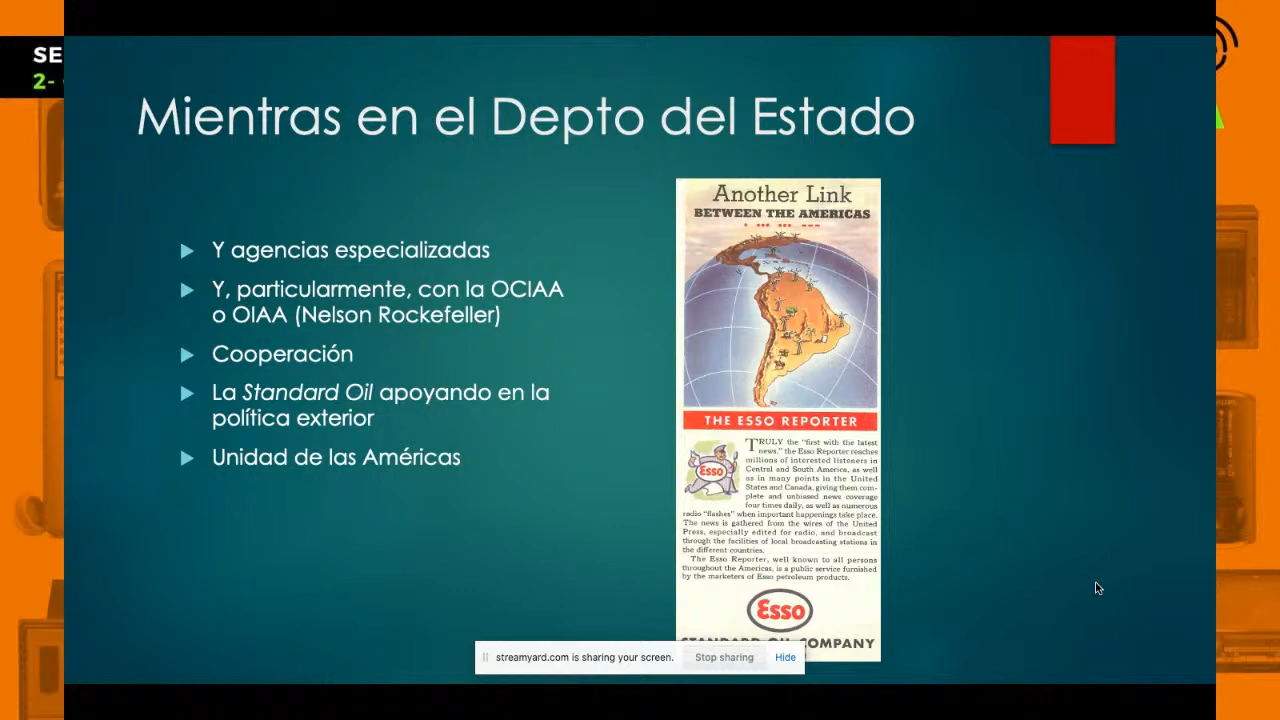 SE
2-
Mientras en el Depto del Estado
Y agencias especializadas
Y, particularmente, con la OCIAA
o OIAA (Nelson Rockefeller)
Cooperación
La Standard Oil apoyando en la
política exterior
Unidad de las Américas
Another Link
BETWEEN THE AMERICAS
THE ESSO REPORTER
TRULY the "first with the latest
news," the Esso Reporter reaches
millions of interested listeners in
Central and South America, as well
as in many points in the United
States and Canada, giving them com-
plete and unbiased news coverage
four times daily, as well as numerous
radio "flashes" when important happenings take place.
The news is gathered from the wires of the United
Press, especially edited for radio, and broadcast
through the facilities of local broadcasting stations in
the different countries.
The Esso Reporter, well known to all persons
throughout the Americas, is a public service furnished
by the marketers of Esso petroleum products.
Esso
Esso
STANDARD OIL COMPANY
streamyard.com is sharing your screen.
Stop sharing
Hide